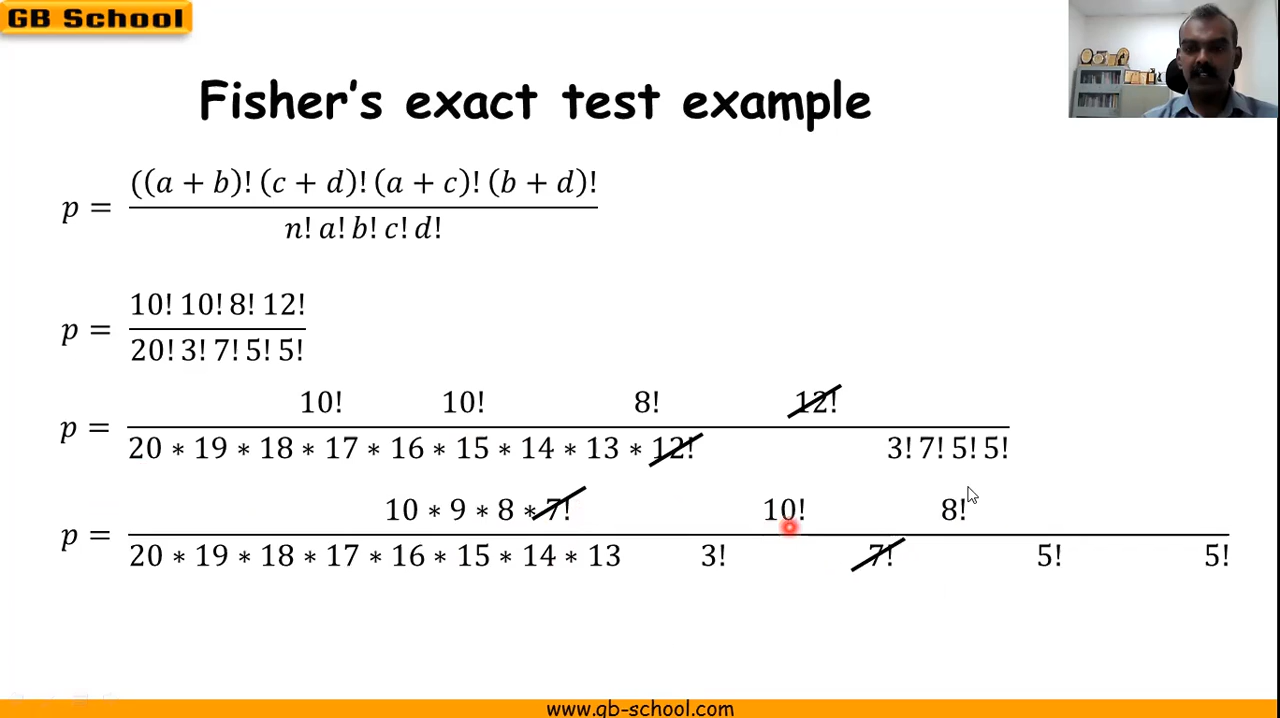 GB School
Fisher's exact test example
p = ((a + b)! (c + d)! (a + c)! (b + d)! / n! a! b! c! d!
p = 10! 10! 8! 12! / 20! 3! 7! 5! 5!
p = 10! 10! 8! 12! / 20 ∗ 19 ∗ 18 ∗ 17 ∗ 16 ∗ 15 ∗ 14 ∗ 13 ∗ 12! 3! 7! 5! 5!
p = 10 ∗ 9 ∗ 8 ∗ 7! 10! 8! / 20 ∗ 19 ∗ 18 ∗ 17 ∗ 16 ∗ 15 ∗ 14 ∗ 13 3! 7! 5! 5!
www.gb-school.com